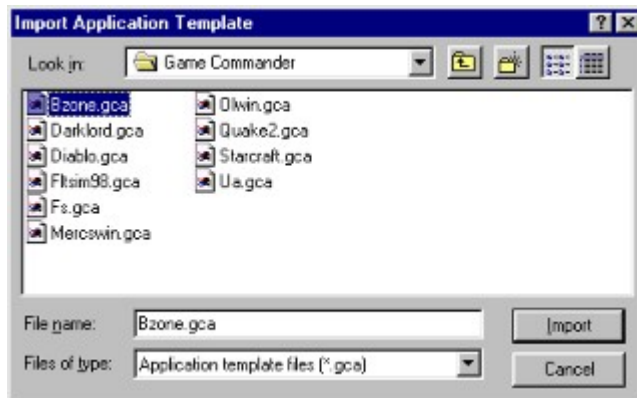 Import Application Template
Look in:
Game Commander
Bzone.gca
Darklord.gca
Diablo.gca
Fltsim98.gca
Fs.gca
Mercswin.gca
Olwin.gca
Quake2.gca
Starcraft.gca
Ua.gca
File name:
Bzone.gca
Import
Files of type:
Application template files (*.gca)
Cancel